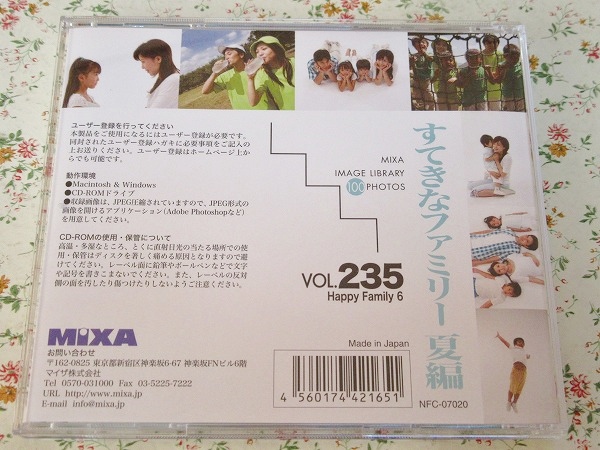 ユーザー登録を行ってください
本製品をご使用になるにはユーザー登録が必要です。
同封されたユーザー登録ハガキに必要事項をご記入の
上お送りください。ユーザー登録はホームページ上か
らでも可能です。
動作環境
●Macintosh & Windows
●CD-ROMドライブ
●収録画像は、JPEG圧縮されていますので、JPEG形式の
画像を開けるアプリケーション(Adobe Photoshopなど)
を用意してください。
CD-ROMの使用・保管について
高温・多湿なところ、とくに直射日光の当たる場所での使
用・保管はディスクを著しく痛める原因となりますので避
けてください。レーベル面に鉛筆やボールペンなどで文字
や記号を書きこまないでください。また、レーベルの反対
側の面を汚したり傷つけたりしないようご注意ください。
MIXA
IMAGE LIBRARY
100 PHOTOS
VOL.235
Happy Family 6
すてきなファミリー 夏編
MIXA
お問い合わせ
〒162-0825 東京都新宿区神楽坂6-67 神楽坂FNビル6階
マイザ株式会社
Tel 0570-031000 Fax 03-5225-7222
URL http://www.mixa.jp
E-mail info@mixa.jp
Made in Japan
4 560174 421651
NFC-07020